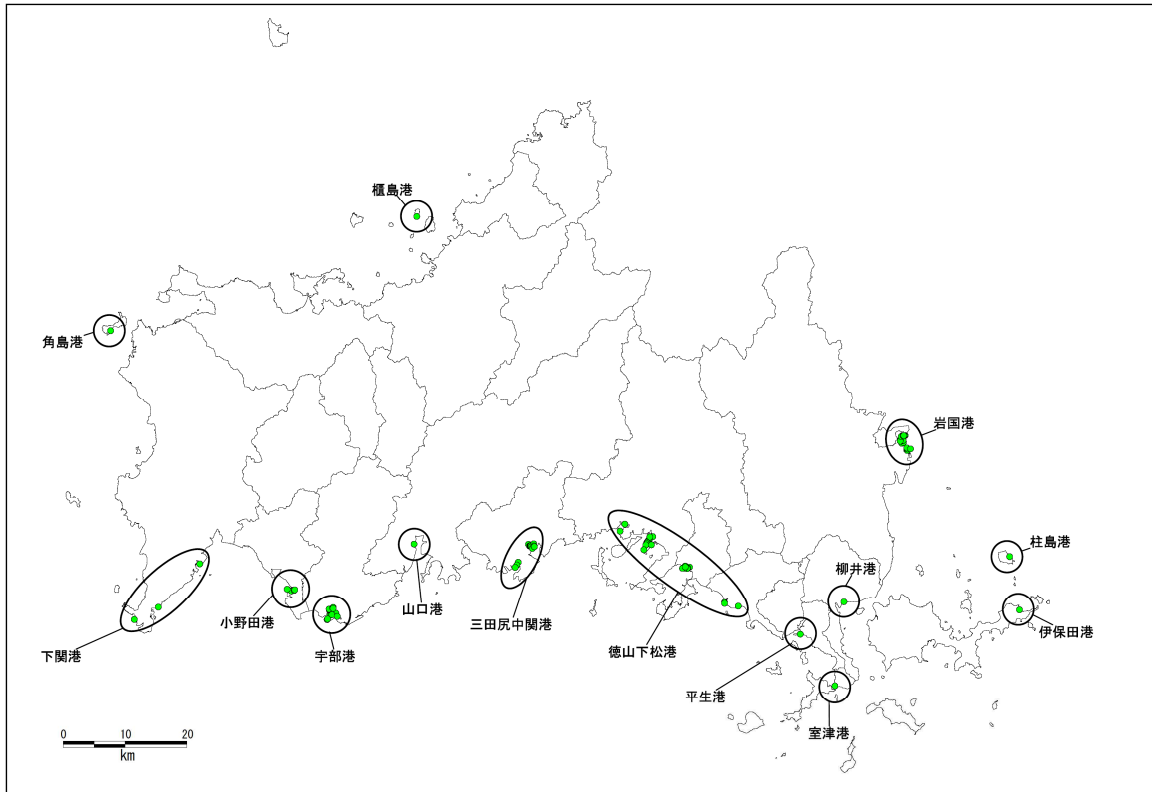 櫃島港
角島港
岩国港
柱島港
柳井港
山口港
小野田港
三田尻中関港
伊保田港
下関港
宇部港
徳山下松港
平生港
室津港
0 10 20
km